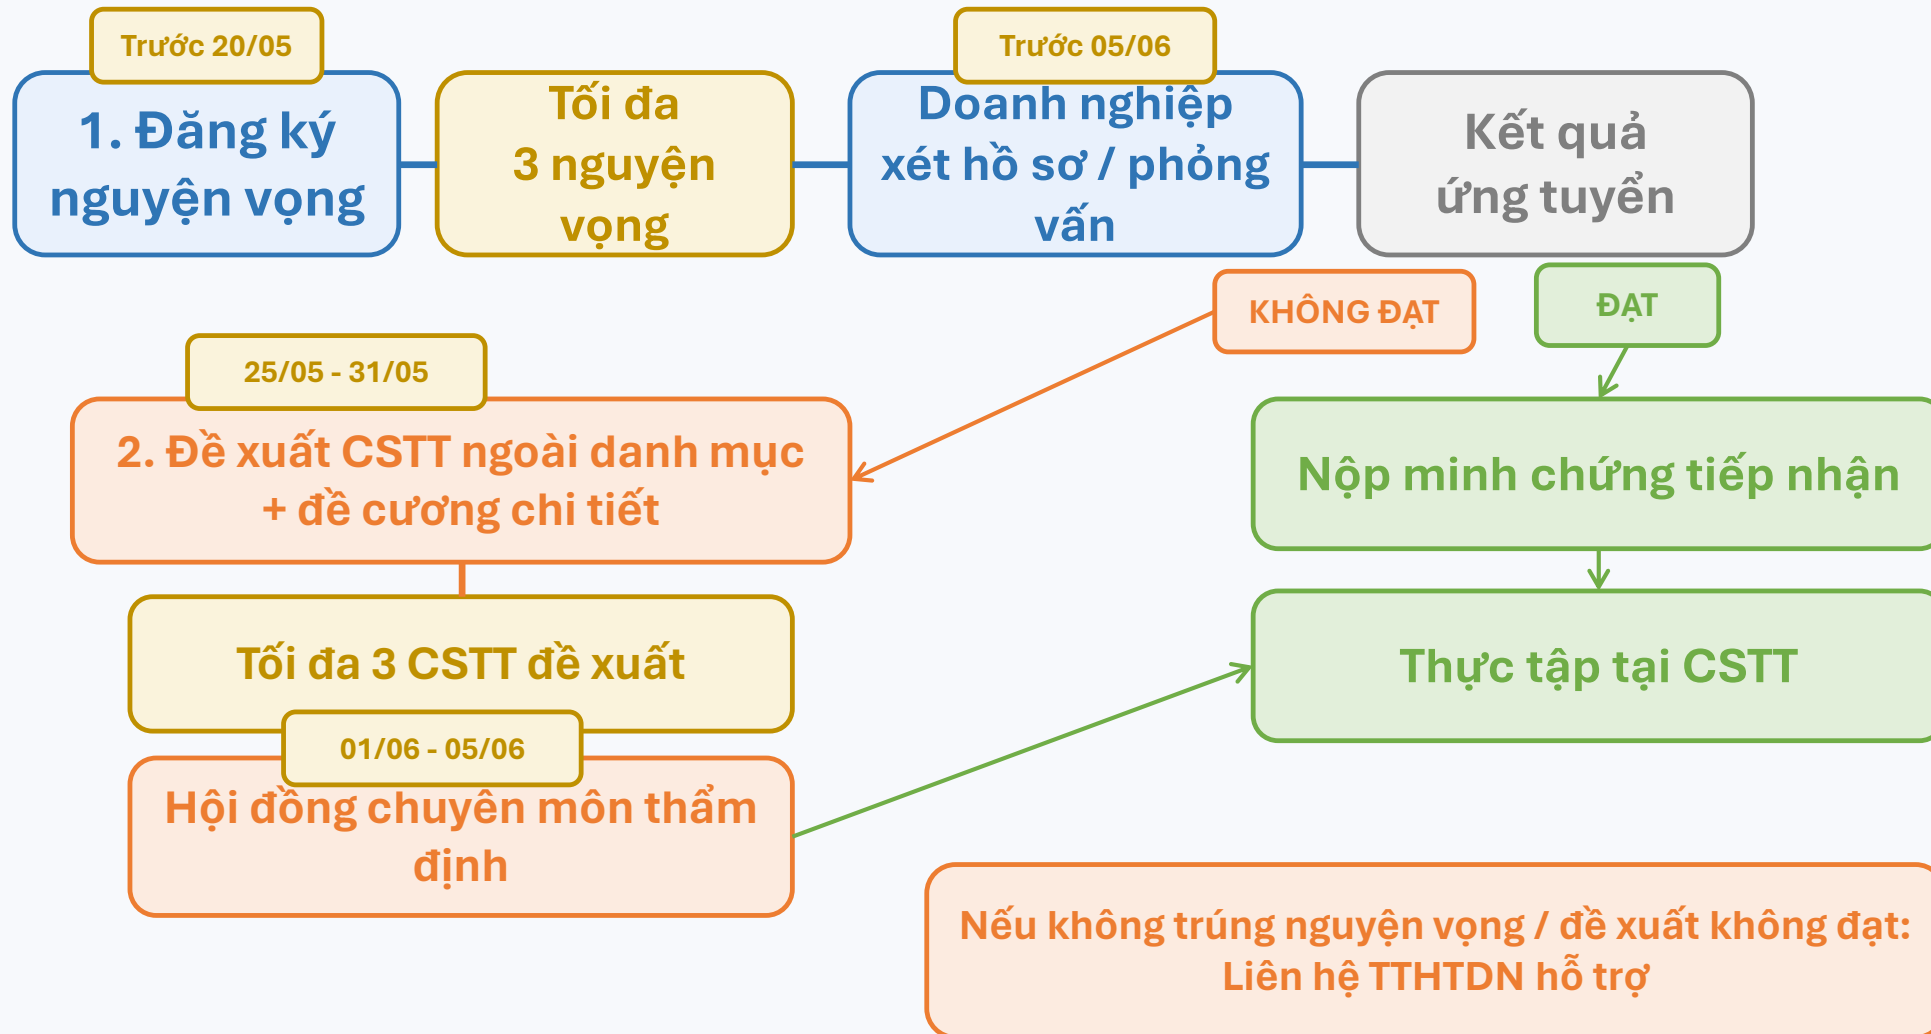 Trước 20/05
1. Đăng ký
nguyện vọng
Tối đa
3 nguyện
vọng
Trước 05/06
Doanh nghiệp
xét hồ sơ / phỏng
vấn
Kết quả
ứng tuyển
KHÔNG ĐẠT
ĐẠT
25/05 - 31/05
2. Đề xuất CSTT ngoài danh mục
+ đề cương chi tiết
Nộp minh chứng tiếp nhận
Tối đa 3 CSTT đề xuất
Thực tập tại CSTT
01/06 - 05/06
Hội đồng chuyên môn thẩm
định
Nếu không trúng nguyện vọng / đề xuất không đạt:
Liên hệ TTHTDN hỗ trợ